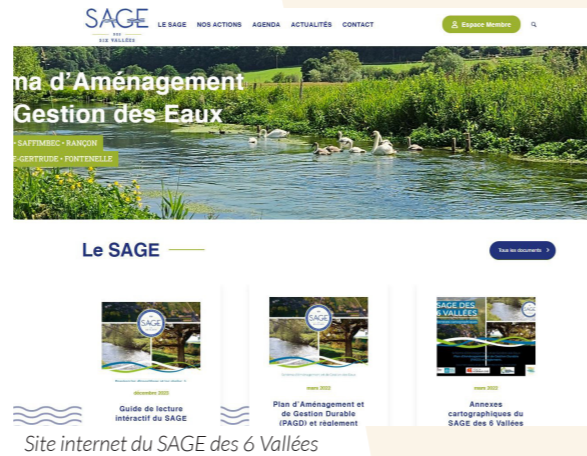 SAGE
DES
SIX VALLÉES
LE SAGE NOS ACTIONS AGENDA ACTUALITÉS CONTACT
Espace Membre
ma d'Aménagement
Gestion des Eaux
• SAFFIMBEC • RANÇON
E-GERTRUDE • FONTENELLE
Le SAGE
Tous les documents
SAGE
SAGE
SAGE DES
6 VALLÉES
décembre 2023
Guide de lecture
intéractif du SAGE
mars 2022
Plan d'Aménagement et
de Gestion Durable
(PAGD) et règlement
mars 2022
Annexes
cartographiques du
SAGE des 6 Vallées
Site internet du SAGE des 6 Vallées